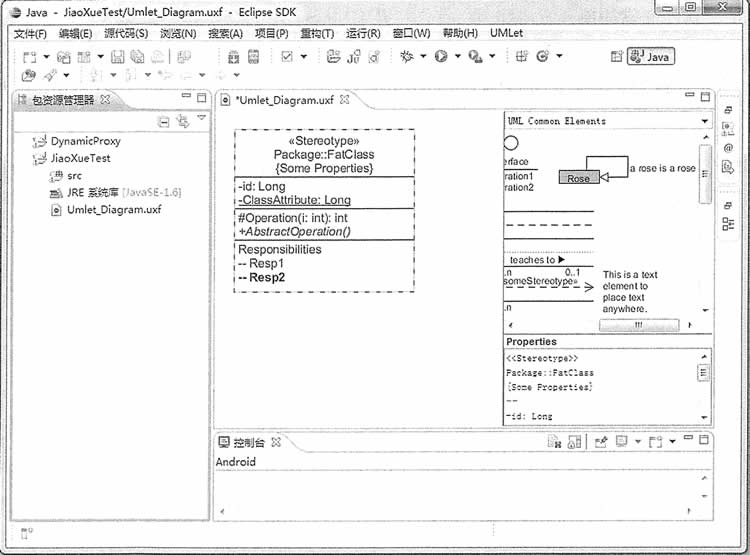 Java - JiaoXueTest/Umlet_Diagram.uxf - Eclipse SDK
文件(F) 编辑(E) 源代码(S) 浏览(N) 搜索(A) 项目(P) 重构(T) 运行(R) 窗口(W) 帮助(H) UMLet
Java
包资源管理器
DynamicProxy
JiaoXueTest
src
JRE 系统库 [JavaSE-1.6]
Umlet_Diagram.uxf
*Umlet_Diagram.uxf
«Stereotype»
Package::FatClass
{Some Properties}
-id: Long
-ClassAttribute: Long
#Operation(i: int): int
+AbstractOperation()
Responsibilities
-- Resp1
-- Resp2
UML Common Elements
erface
ration1
ration2
Rose
a rose is a rose
teaches to
.n 0..1
someStereotype»
.n
This is a text
element to
place text
anywhere.
Properties
<<Stereotype>>
Package::FatClass
{Some Properties}
--
-id: Long
控制台
Android